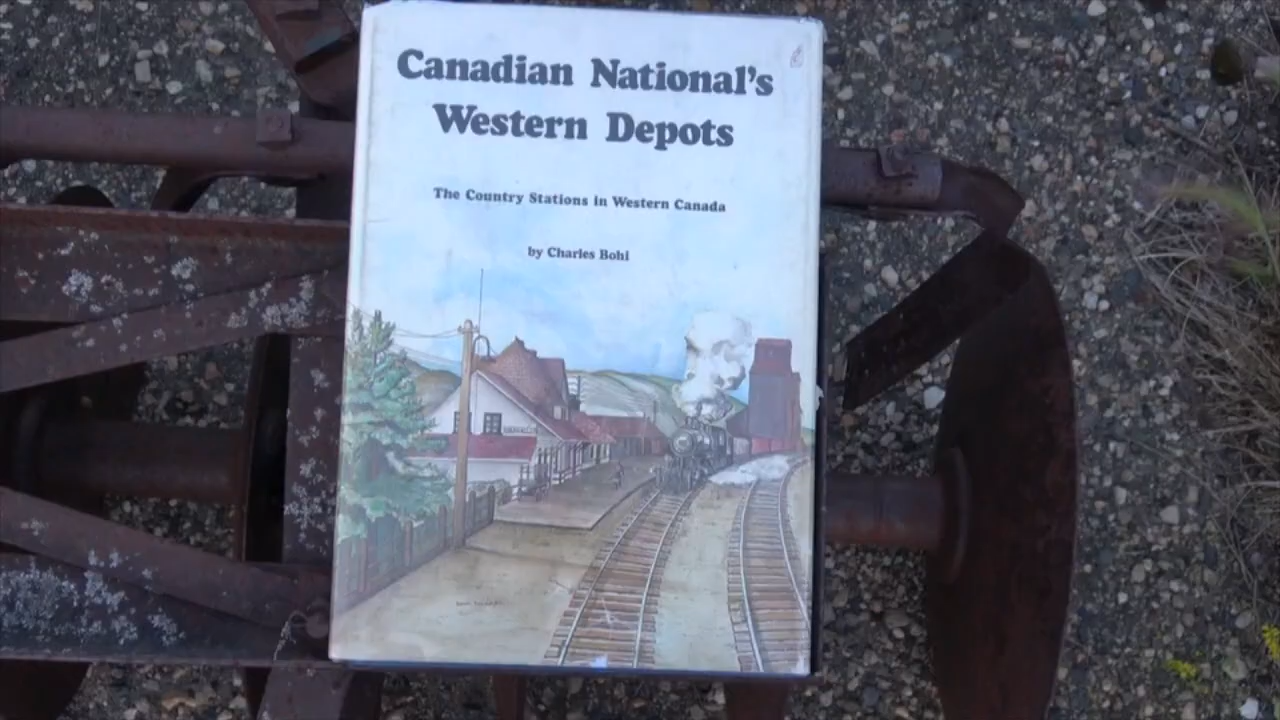 Canadian National's
Western Depots
The Country Stations in Western Canada
by Charles Bohi